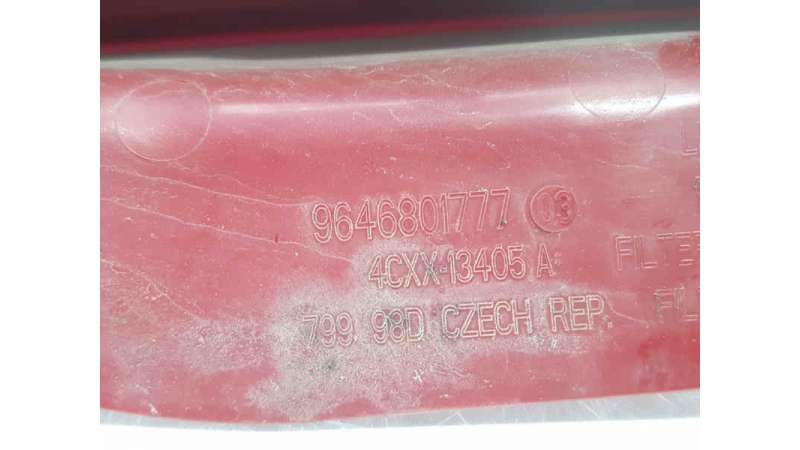 9646801777 03
4CXX-13405 A
799 98D CZECH REP.